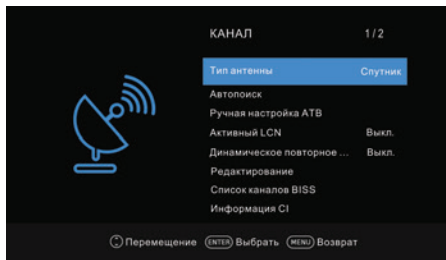 КАНАЛ 1/2
Тип антенны Спутник
Автопоиск
Ручная настройка АТВ
Активный LCN Выкл.
Динамическое повторное ... Выкл.
Редактирование
Список каналов BISS
Информация CI
Перемещение ENTER Выбрать MENU Возврат